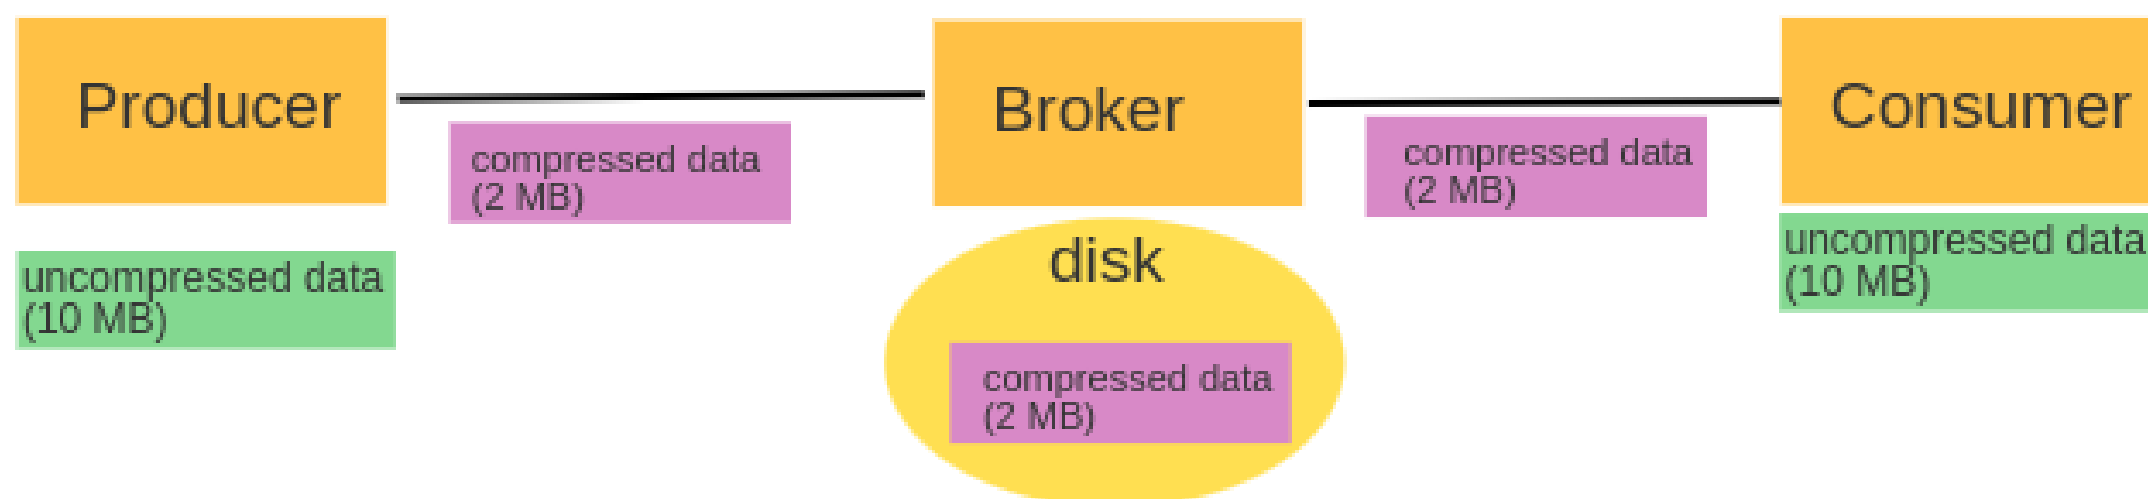 Producer
compressed data
(2 MB)
uncompressed data
(10 MB)
Broker
disk
compressed data
(2 MB)
compressed data
(2 MB)
Consumer
uncompressed data
(10 MB)